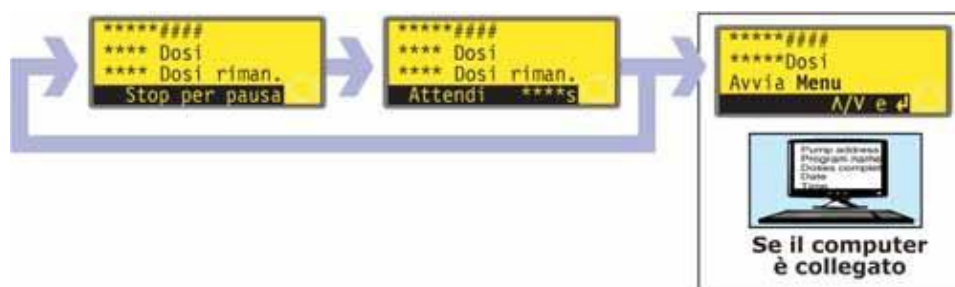 *****####
**** Dosi
**** Dosi riman.
Stop per pausa
*****####
**** Dosi
**** Dosi riman.
Attendi ****s
*****####
*****Dosi
Avvia Menu
Λ/V e ↲
Pump address
Program name
Doses complet
Date
Time
Se il computer
è collegato